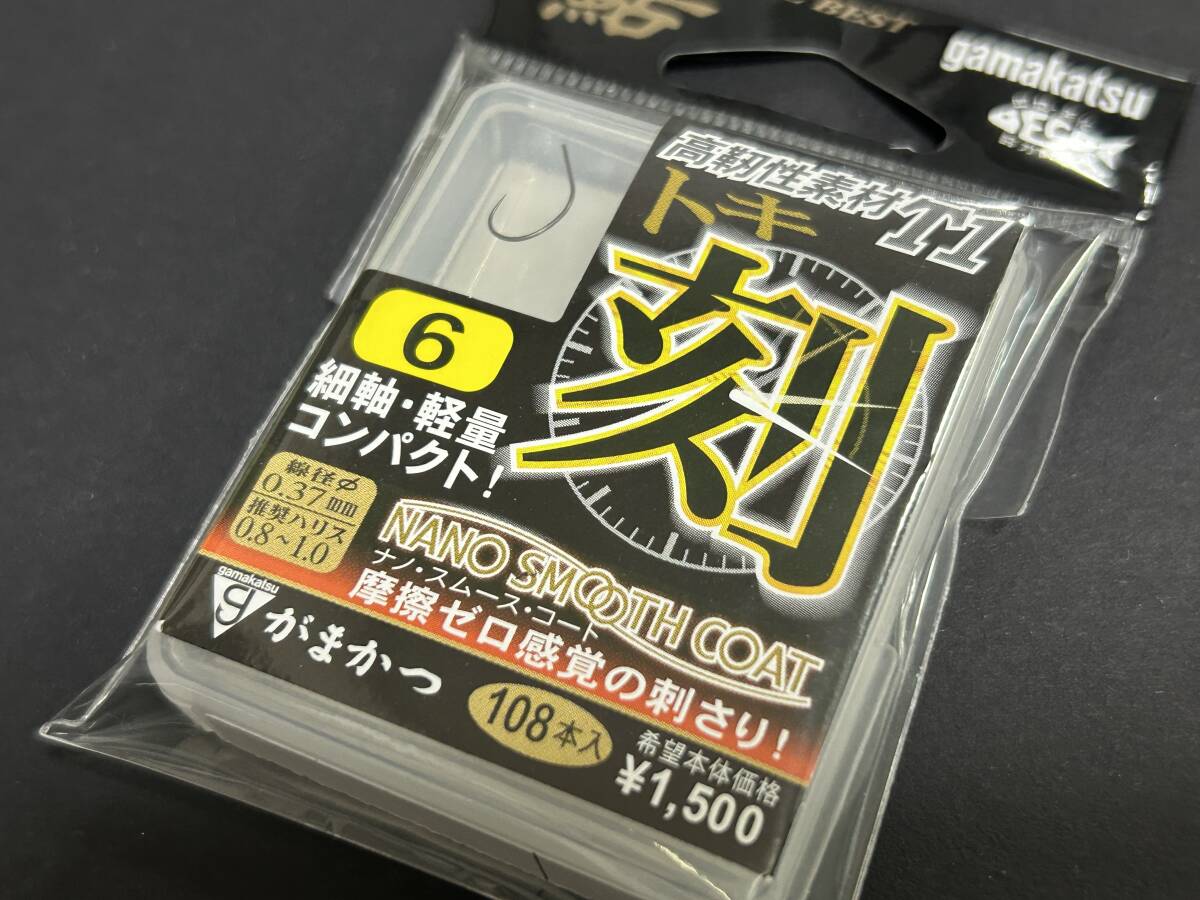 鮎
BEST
gamakatsu
高靭性素材T1
トキ
刻
6
細軸・軽量
コンパクト!
線径φ
0.37mm
推奨ハリス
0.8~1.0
NANO SMOOTH COAT
ナノ・スムース・コート
摩擦ゼロ感覚の刺さり!
gamakatsu
G
がまかつ
108本入
希望本体価格
¥1,500